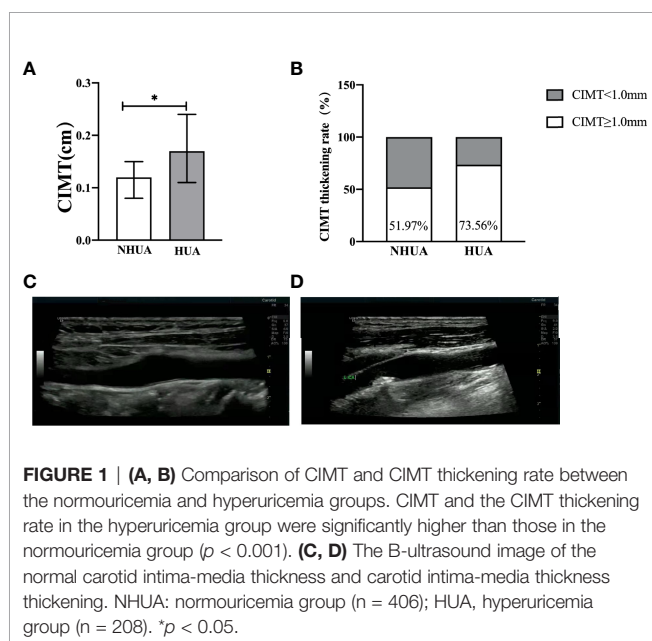 A
B
0.3
0.2
0.1
0.0
CIMT(cm)
*
NHUA
HUA
150
100
50
0
CIMT thickening rate (%)
51.97%
73.56%
NHUA
HUA
CIMT<1.0mm
CIMT≥1.0mm
C
D
Carotid
FIGURE 1 | (A, B) Comparison of CIMT and CIMT thickening rate between
the normouricemia and hyperuricemia groups. CIMT and the CIMT thickening
rate in the hyperuricemia group were significantly higher than those in the
normouricemia group (p < 0.001). (C, D) The B-ultrasound image of the
normal carotid intima-media thickness and carotid intima-media thickness
thickening. NHUA: normouricemia group (n = 406); HUA, hyperuricemia
group (n = 208). *p < 0.05.